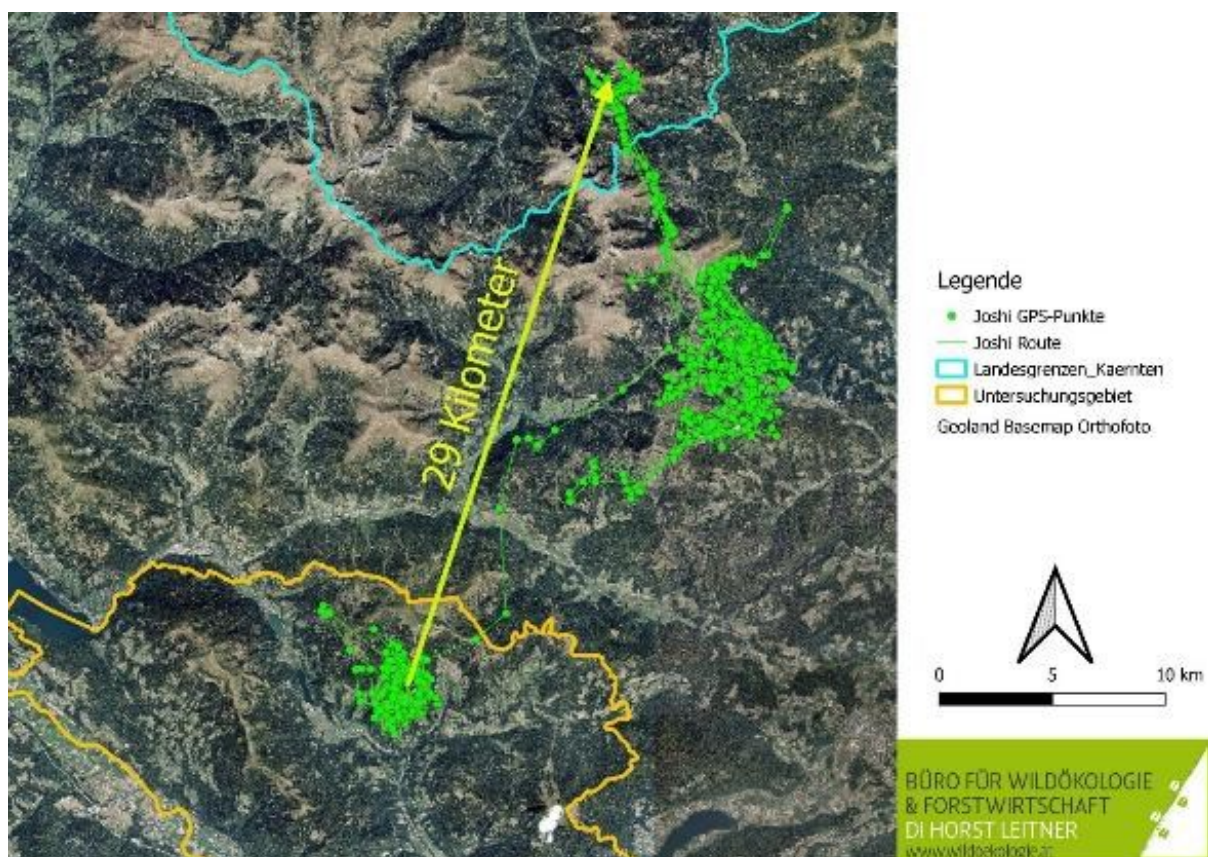 29 Kilometer
Legende
Joshi GPS-Punkte
Joshi Route
Landesgrenzen_Kaernten
Untersuchungsgebiet
Geoland Basemap Orthofoto
0 5 10 km
BÜRO FÜR WILDÖKOLOGIE
& FORSTWIRTSCHAFT
DI HORST LEITNER
www.wildoekologie.at